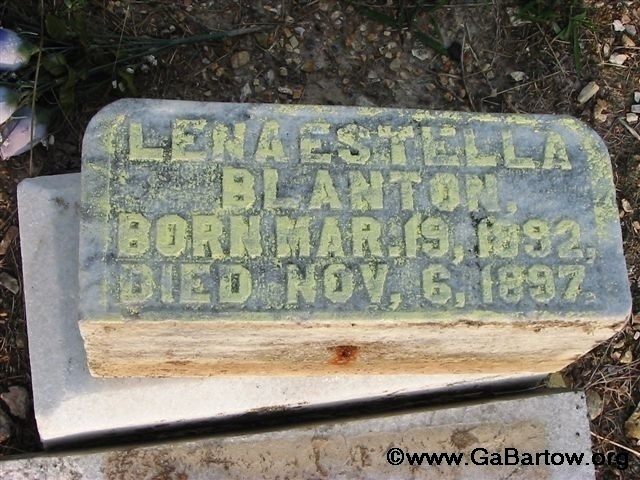 LENA ESTELLA
BLANTON,
BORN MAR. 19, 1892,
DIED NOV, 6, 1897.
©www.GaBartow.org